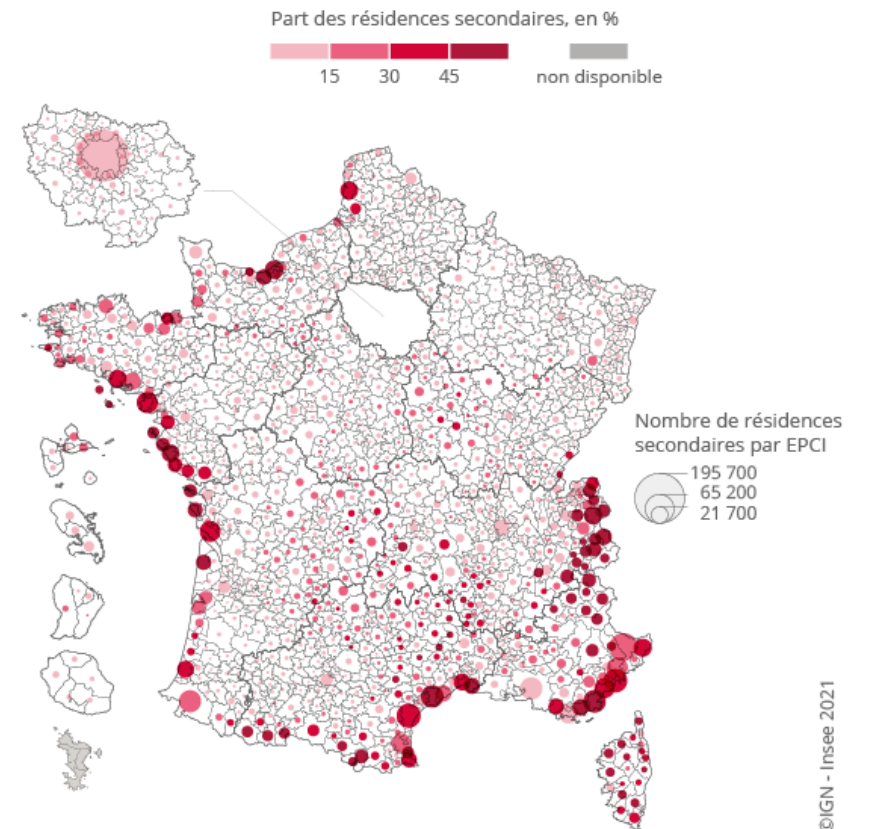 Part des résidences secondaires, en %
15 30 45 non disponible
Nombre de résidences
secondaires par EPCI
195 700
65 200
21 700
©IGN - Insee 2021